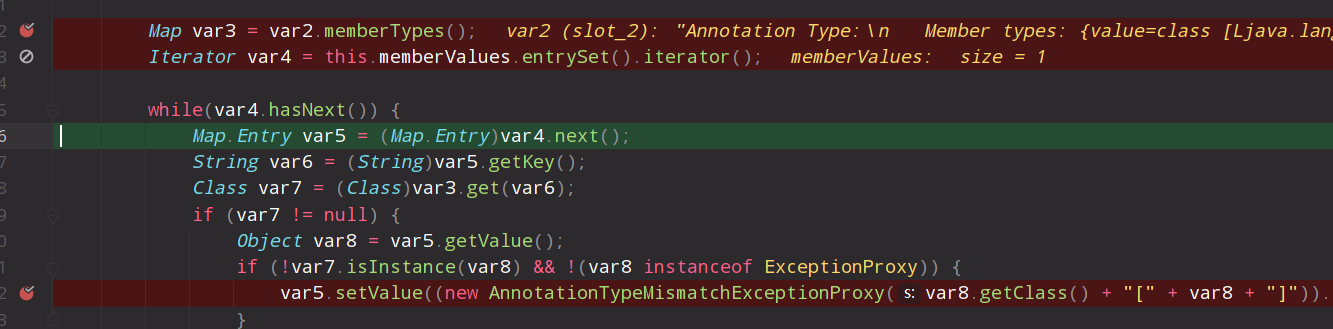 2 Map var3 = var2.memberTypes(); var2 (slot_2): "Annotation Type:\n Member types: {value=class [Ljava.lang
3 Iterator var4 = this.memberValues.entrySet().iterator(); memberValues: size = 1
4
5 while(var4.hasNext()) {
6 Map.Entry var5 = (Map.Entry)var4.next();
7 String var6 = (String)var5.getKey();
8 Class var7 = (Class)var3.get(var6);
9 if (var7 != null) {
0 Object var8 = var5.getValue();
1 if (!var7.isInstance(var8) && !(var8 instanceof ExceptionProxy)) {
2 var5.setValue((new AnnotationTypeMismatchExceptionProxy( s: var8.getClass() + "[" + var8 + "]")).
3 }